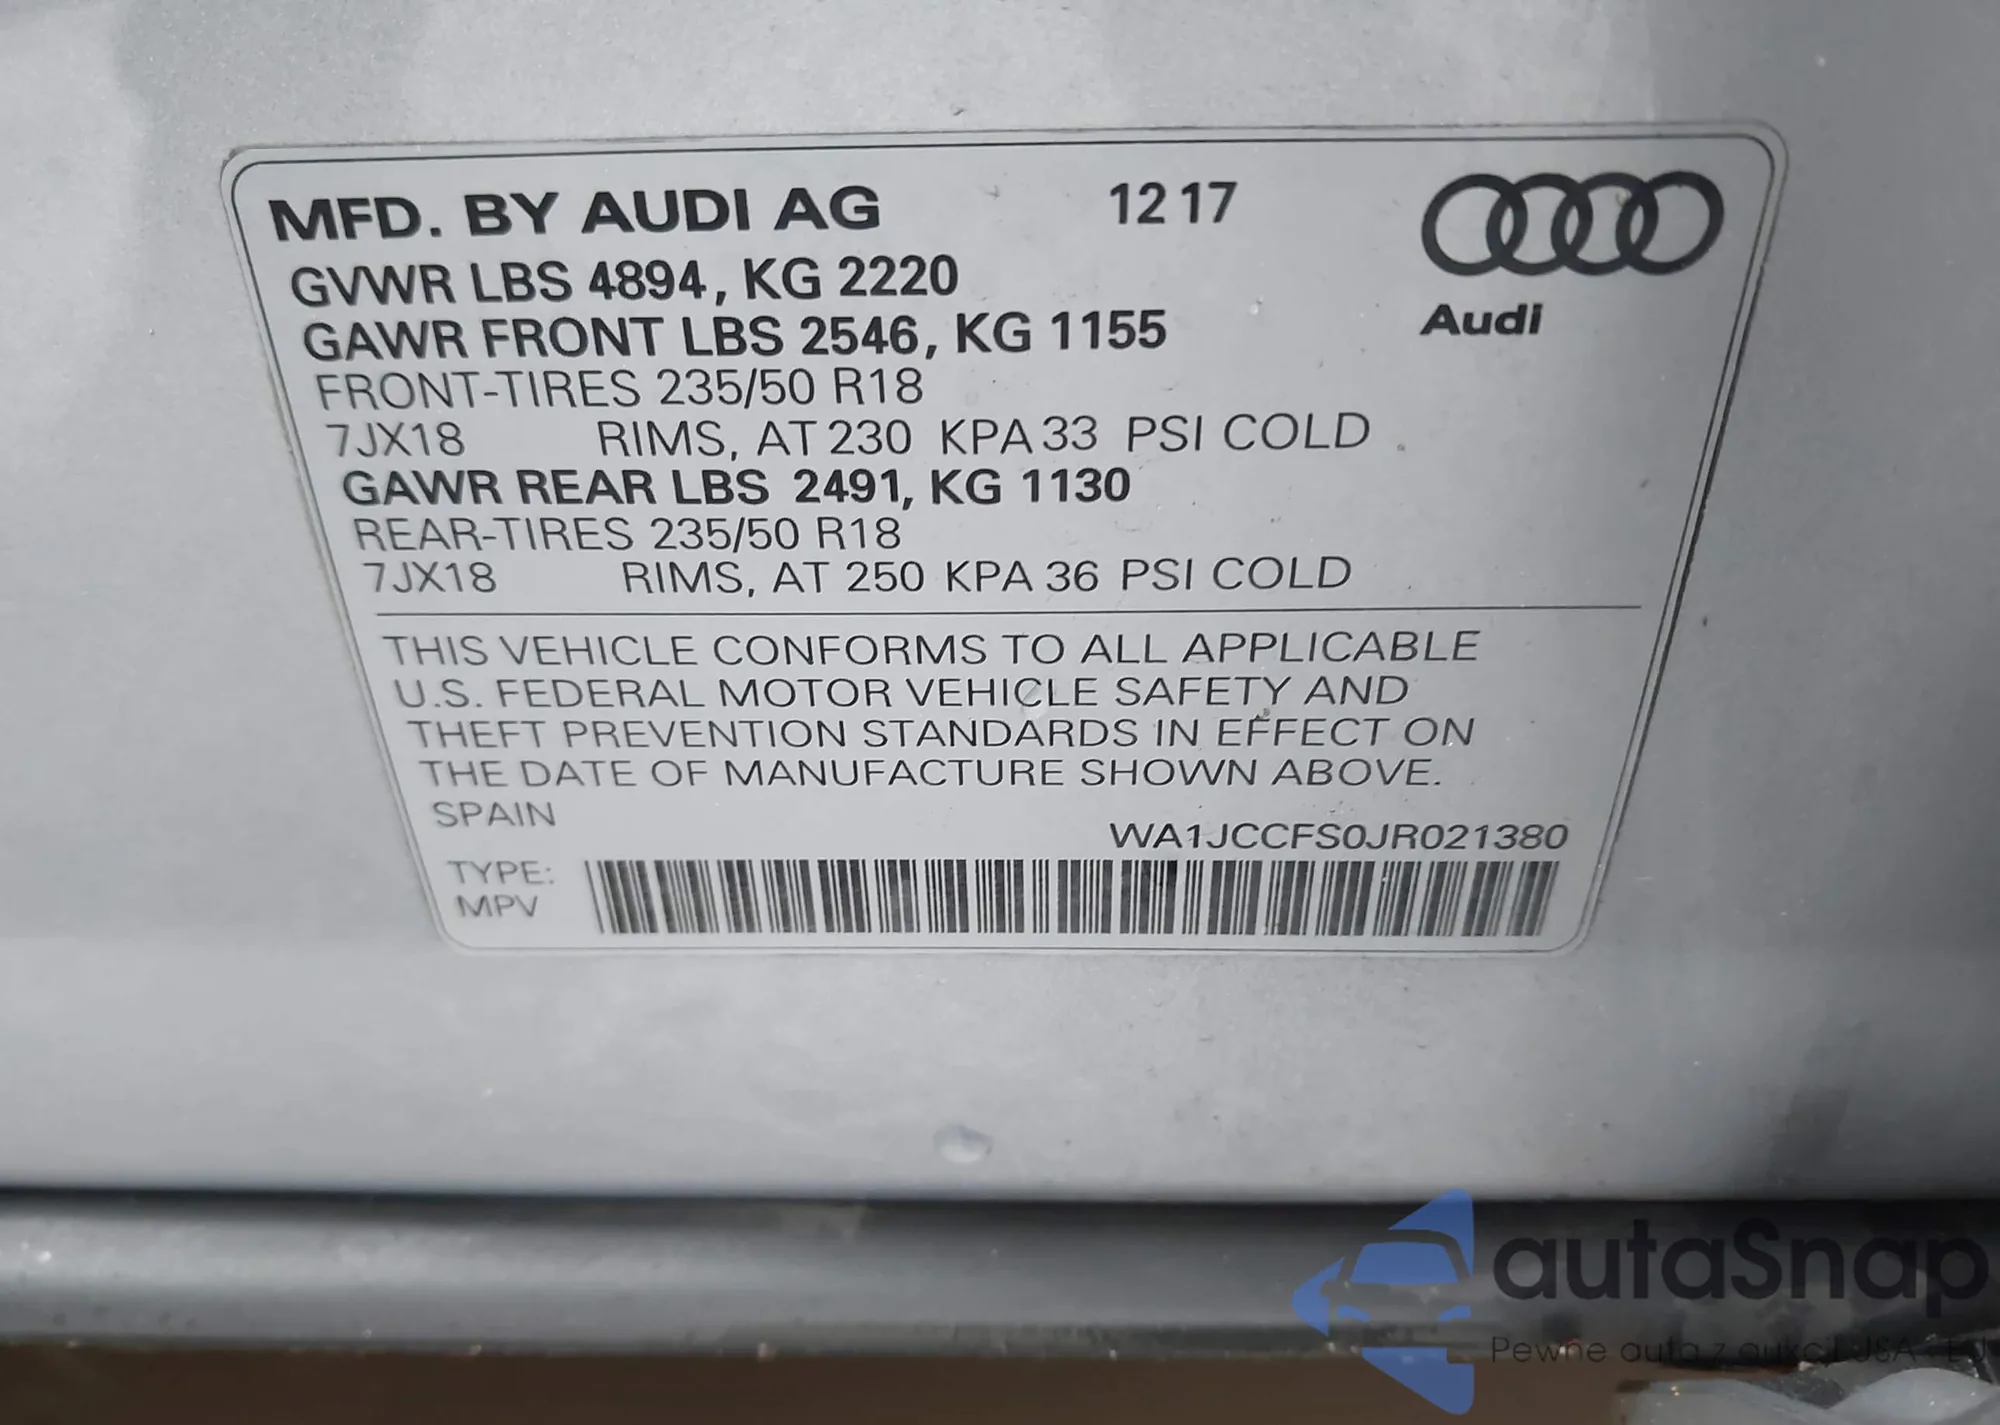 MFD. BY AUDI AG 12 17
GVWR LBS 4894, KG 2220
GAWR FRONT LBS 2546, KG 1155
Audi
FRONT-TIRES 235/50 R18
7JX18 RIMS, AT 230 KPA 33 PSI COLD
GAWR REAR LBS 2491, KG 1130
REAR-TIRES 235/50 R18
7JX18 RIMS, AT 250 KPA 36 PSI COLD
THIS VEHICLE CONFORMS TO ALL APPLICABLE
U.S. FEDERAL MOTOR VEHICLE SAFETY AND
THEFT PREVENTION STANDARDS IN EFFECT ON
THE DATE OF MANUFACTURE SHOWN ABOVE.
SPAIN
WA1JCCFS0JR021380
TYPE:
MPV
autaSnap
Pewne auta z aukcji USA